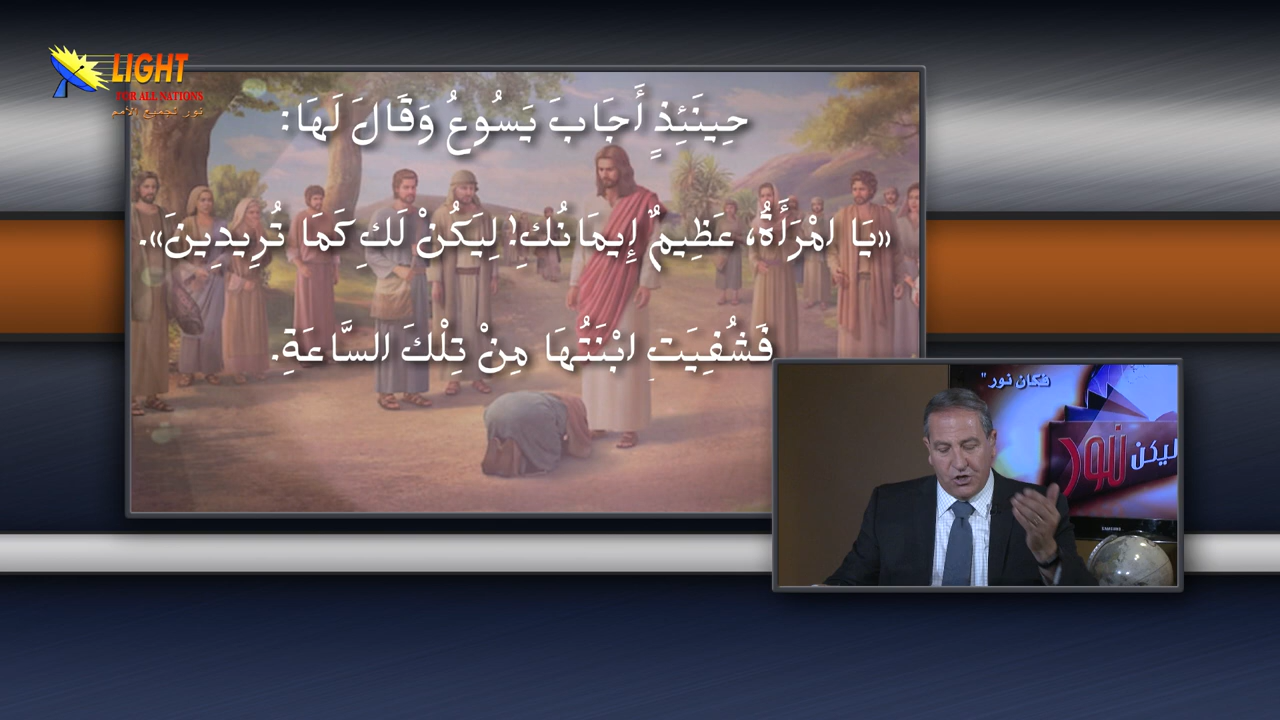 LIGHT
FOR ALL NATIONS
نور لجميع الأمم
حِينَئِذٍ أَجَابَ يَسُوعُ وَقَالَ لَهَا:
«يَا امْرَأَةُ، عَظِيمٌ إِيمَانُكِ! لِيَكُنْ لَكِ كَمَا تُرِيدِينَ».
فَشُفِيَتِ ابْنَتُهَا مِنْ تِلْكَ السَّاعَةِ.
فكان نور"
ليكن نور
SAMSUNG